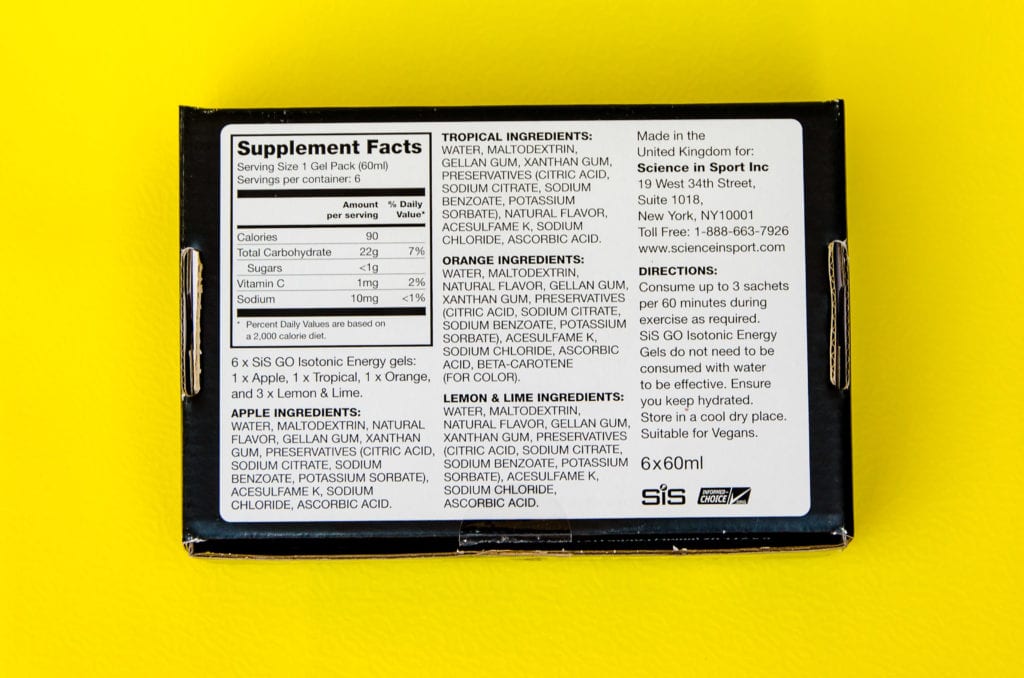 Supplement Facts
Serving Size 1 Gel Pack (60ml)
Servings per container: 6
Amount per serving % Daily Value*
Calories 90
Total Carbohydrate 22g 7%
Sugars <1g
Vitamin C 1mg 2%
Sodium 10mg <1%
* Percent Daily Values are based on
a 2,000 calorie diet.
6 x SiS GO Isotonic Energy gels:
1 x Apple, 1 x Tropical, 1 x Orange,
and 3 x Lemon & Lime.
APPLE INGREDIENTS:
WATER, MALTODEXTRIN, NATURAL
FLAVOR, GELLAN GUM, XANTHAN
GUM, PRESERVATIVES (CITRIC ACID,
SODIUM CITRATE, SODIUM
BENZOATE, POTASSIUM SORBATE),
ACESULFAME K, SODIUM
CHLORIDE, ASCORBIC ACID.
TROPICAL INGREDIENTS:
WATER, MALTODEXTRIN,
GELLAN GUM, XANTHAN GUM,
PRESERVATIVES (CITRIC ACID,
SODIUM CITRATE, SODIUM
BENZOATE, POTASSIUM
SORBATE), NATURAL FLAVOR,
ACESULFAME K, SODIUM
CHLORIDE, ASCORBIC ACID.
ORANGE INGREDIENTS:
WATER, MALTODEXTRIN,
NATURAL FLAVOR, GELLAN GUM,
XANTHAN GUM, PRESERVATIVES
(CITRIC ACID, SODIUM CITRATE,
SODIUM BENZOATE, POTASSIUM
SORBATE), ACESULFAME K,
SODIUM CHLORIDE, ASCORBIC
ACID, BETA-CAROTENE
(FOR COLOR).
LEMON & LIME INGREDIENTS:
WATER, MALTODEXTRIN,
NATURAL FLAVOR, GELLAN GUM,
XANTHAN GUM, PRESERVATIVES
(CITRIC ACID, SODIUM CITRATE,
SODIUM BENZOATE, POTASSIUM
SORBATE), ACESULFAME K,
SODIUM CHLORIDE,
ASCORBIC ACID.
Made in the
United Kingdom for:
Science in Sport Inc
19 West 34th Street,
Suite 1018,
New York, NY10001
Toll Free: 1-888-663-7926
www.scienceinsport.com
DIRECTIONS:
Consume up to 3 sachets
per 60 minutes during
exercise as required.
SiS GO Isotonic Energy
Gels do not need to be
consumed with water
to be effective. Ensure
you keep hydrated.
Store in a cool dry place.
Suitable for Vegans.
6x60ml
SiS
INFORMED-
CHOICE